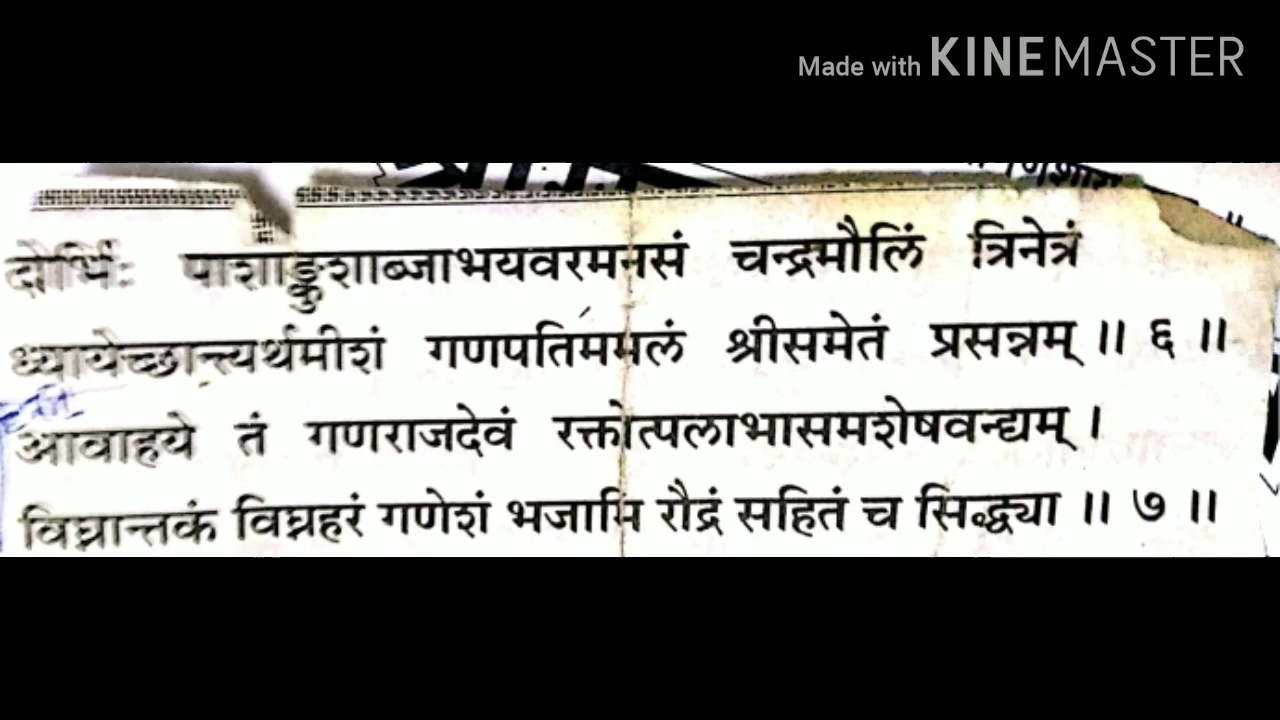 Made with KINEMASTER
दोर्भिः पाशाङ्कुशाब्जाभयवरमनसं चन्द्रमौलिं त्रिनेत्रं
ध्यायेच्छान्त्यर्थमीशं गणपतिममलं श्रीसमेतं प्रसन्नम् ॥ ६ ॥
आवाहये तं गणराजदेवं रक्तोत्पलाभासमशेषवन्द्यम् ।
विघ्नान्तकं विघ्नहरं गणेशं भजामि रौद्रं सहितं च सिद्ध्या ॥ ७ ॥